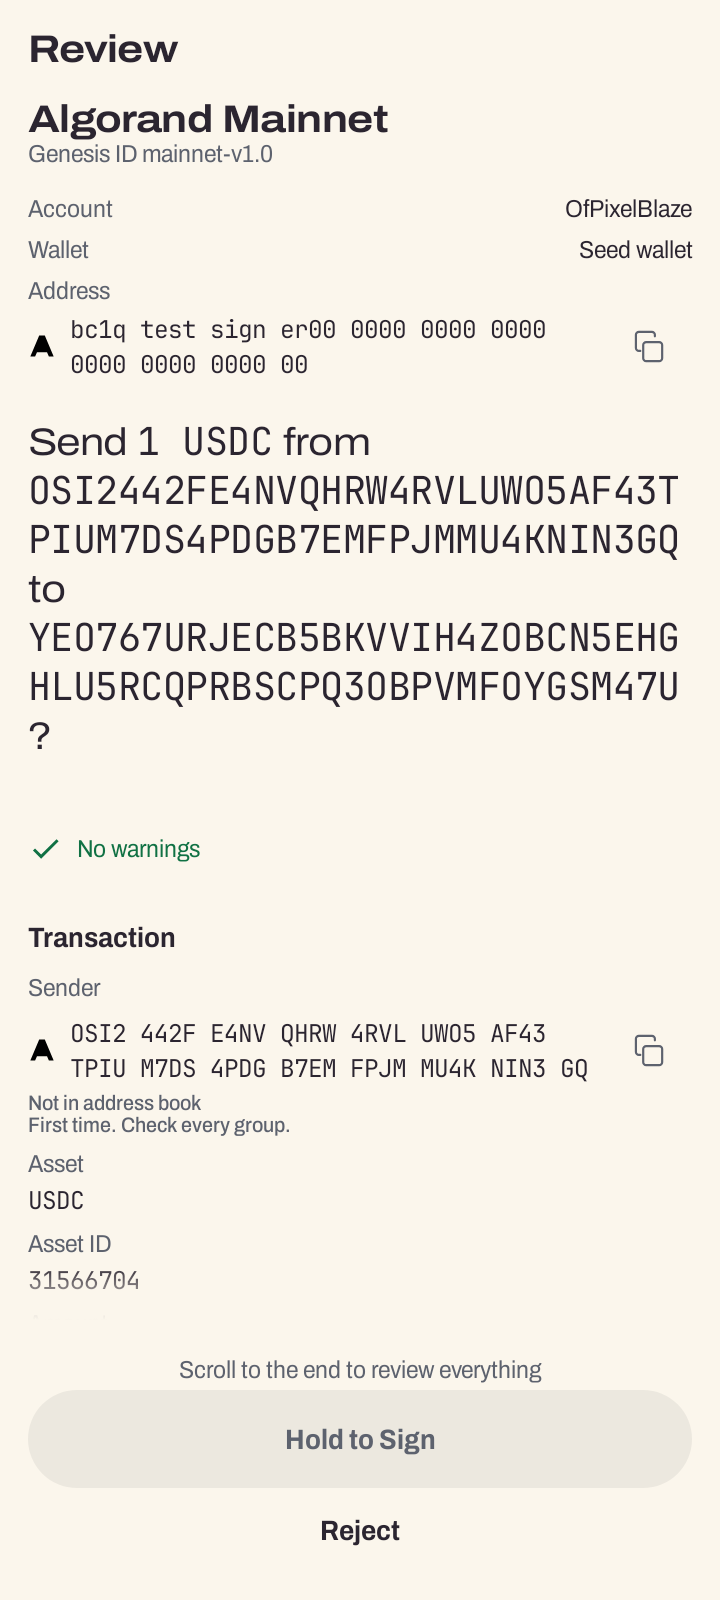 Review
Algorand Mainnet
Genesis ID mainnet-v1.0
Account OfPixelBlaze
Wallet Seed wallet
Address
bc1q test sign er00 0000 0000 0000
0000 0000 0000 00
Send 1 USDC from
OSI2442FE4NVQHRW4RVLUWO5AF43T
PIUM7DS4PDGB7EMFPJMMU4KNIN3GQ
to
YEO767URJECB5BKVVIH4ZOBCN5EHG
HLU5RCQPRBSCPQ3OBPVMFOYGSM47U
?
No warnings
Transaction
Sender
OSI2 442F E4NV QHRW 4RVL UWO5 AF43
TPIU M7DS 4PDG B7EM FPJM MU4K NIN3 GQ
Not in address book
First time. Check every group.
Asset
USDC
Asset ID
31566704
Scroll to the end to review everything
Hold to Sign
Reject